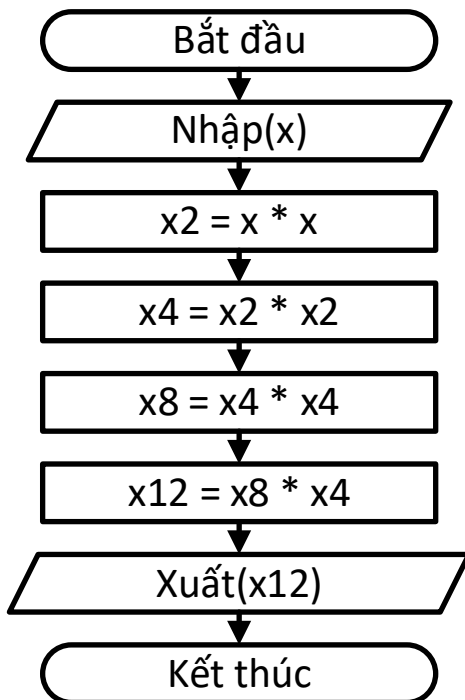 Bắt đầu
Nhập(x)
x2 = x * x
x4 = x2 * x2
x8 = x4 * x4
x12 = x8 * x4
Xuất(x12)
Kết thúc